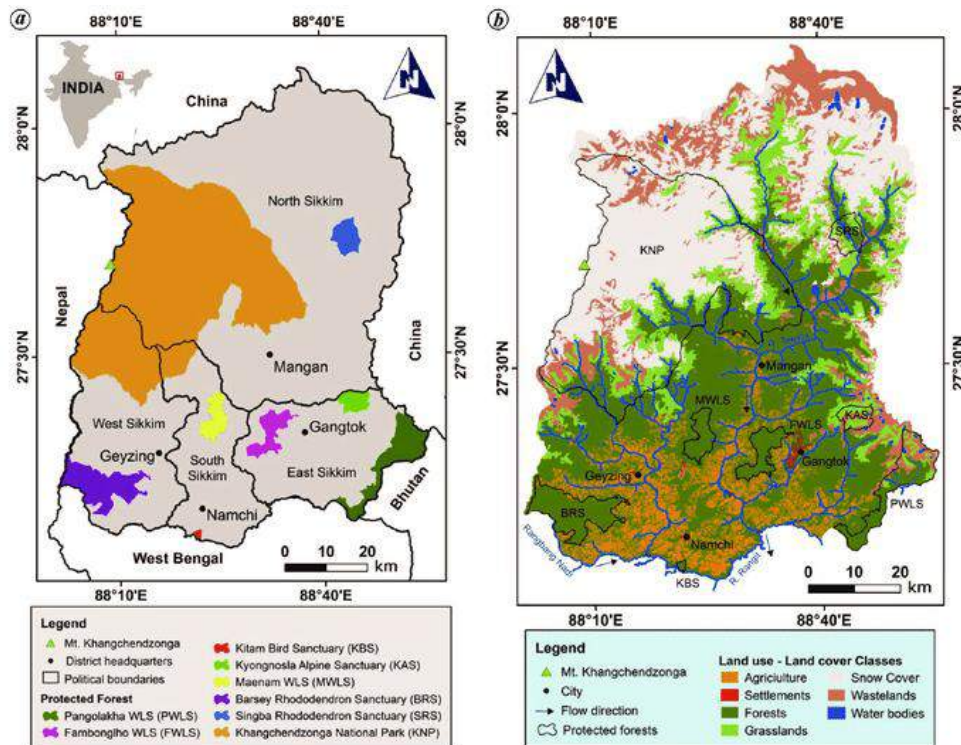 a
88°10'E
88°40'E
INDIA
N
China
28°0'N
28°0'N
North Sikkim
Nepal
China
27°30'N
27°30'N
Mangan
West Sikkim
Gangtok
Geyzing
South
Sikkim
East Sikkim
Bhutan
Namchi
West Bengal
0 10 20
km
88°10'E
88°40'E
Legend
Mt. Khangchendzonga
District headquarters
Political boundaries
Protected Forest
Pangolakha WLS (PWLS)
Fambonglho WLS (FWLS)
Kitam Bird Sanctuary (KBS)
Kyongnosla Alpine Sanctuary (KAS)
Maenam WLS (MWLS)
Barsey Rhododendron Sanctuary (BRS)
Singba Rhododendron Sanctuary (SRS)
Khangchendzonga National Park (KNP)
b
88°10'E
88°40'E
N
28°0'N
28°0'N
SRS
KNP
27°30'N
27°30'N
Mangan
MWLS
KAS
FWLS
Gangtok
Geyzing
PWLS
BRS
Namchi
Rangbang Nadi
R. Rangit
KBS
0 10 20
km
88°10'E
88°40'E
Legend
Mt. Khangchendzonga
City
Flow direction
Protected forests
Land use - Land cover Classes
Agriculture
Settlements
Forests
Grasslands
Snow Cover
Wastelands
Water bodies